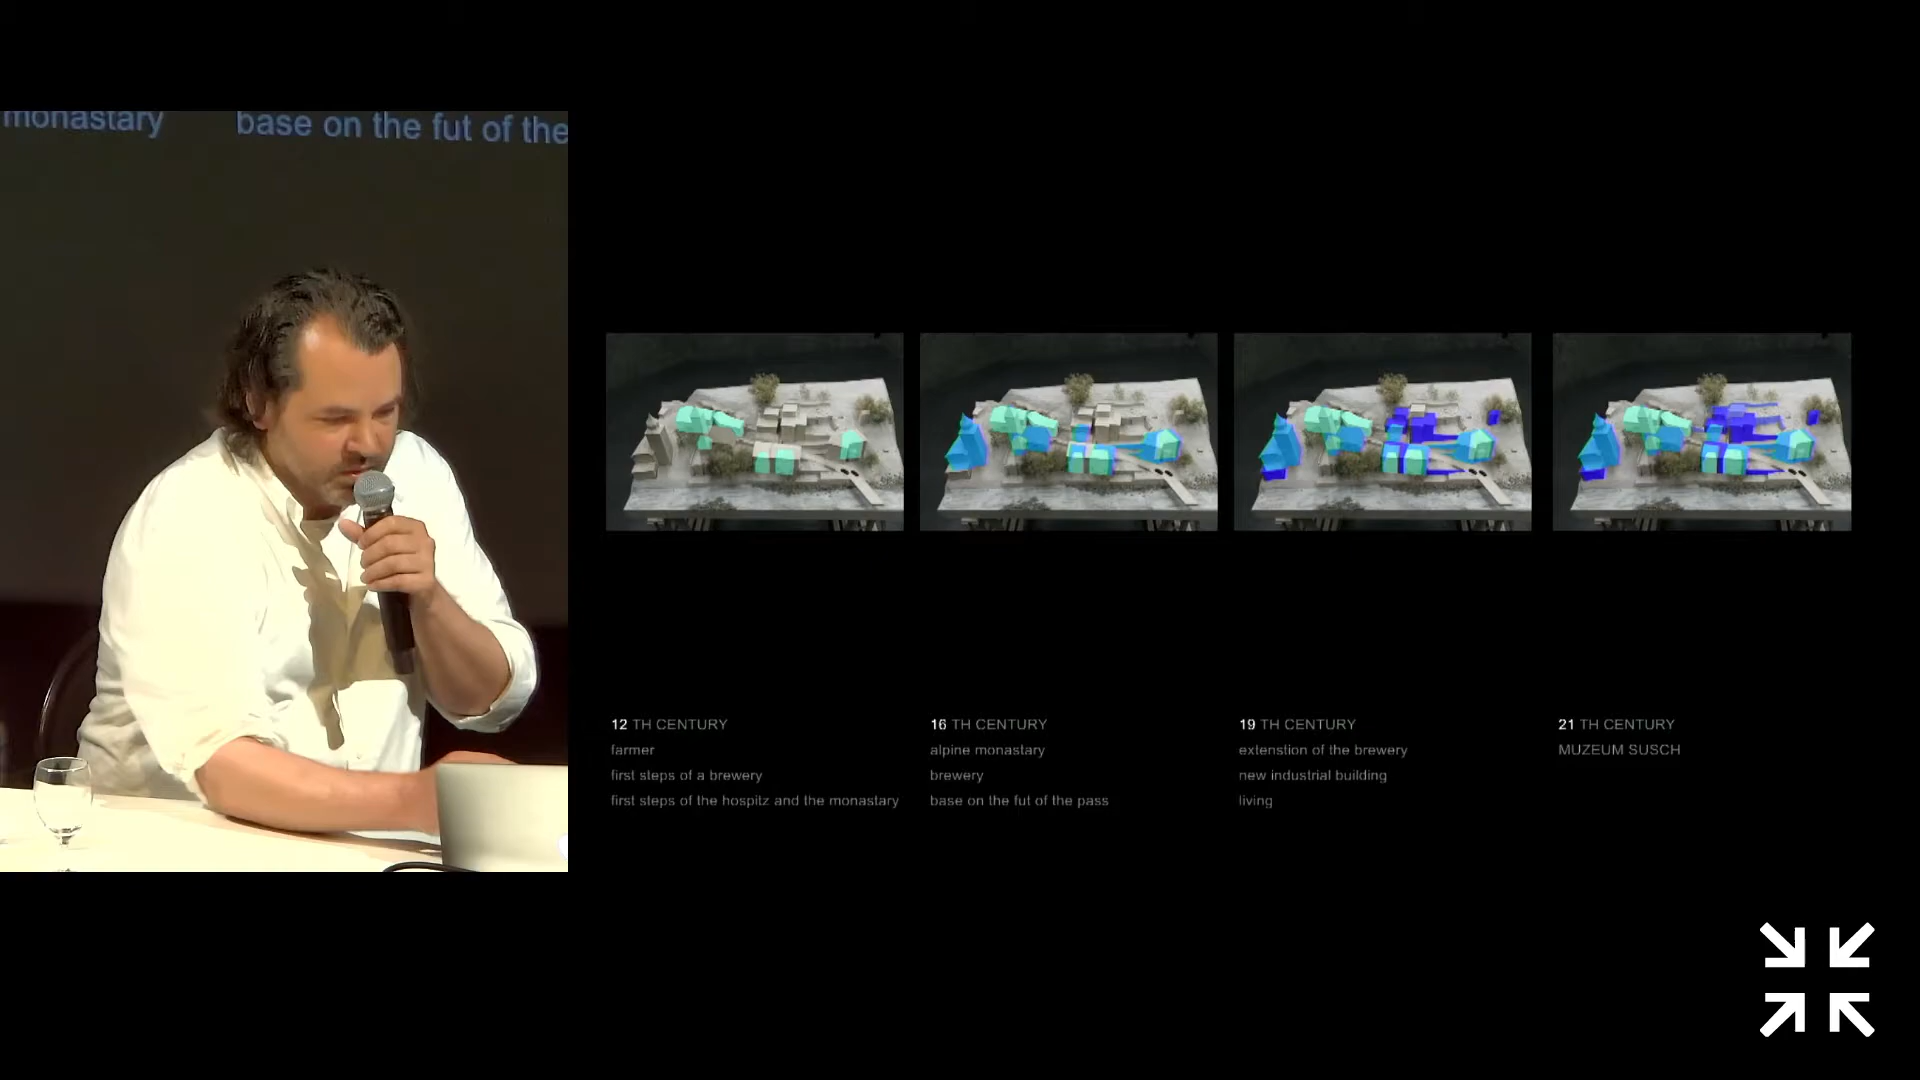 monastary
base on the fut of the
12 TH CENTURY
farmer
first steps of a brewery
first steps of the hospitz and the monastary
16 TH CENTURY
alpine monastary
brewery
base on the fut of the pass
19 TH CENTURY
extenstion of the brewery
new industrial building
living
21 TH CENTURY
MUZEUM SUSCH